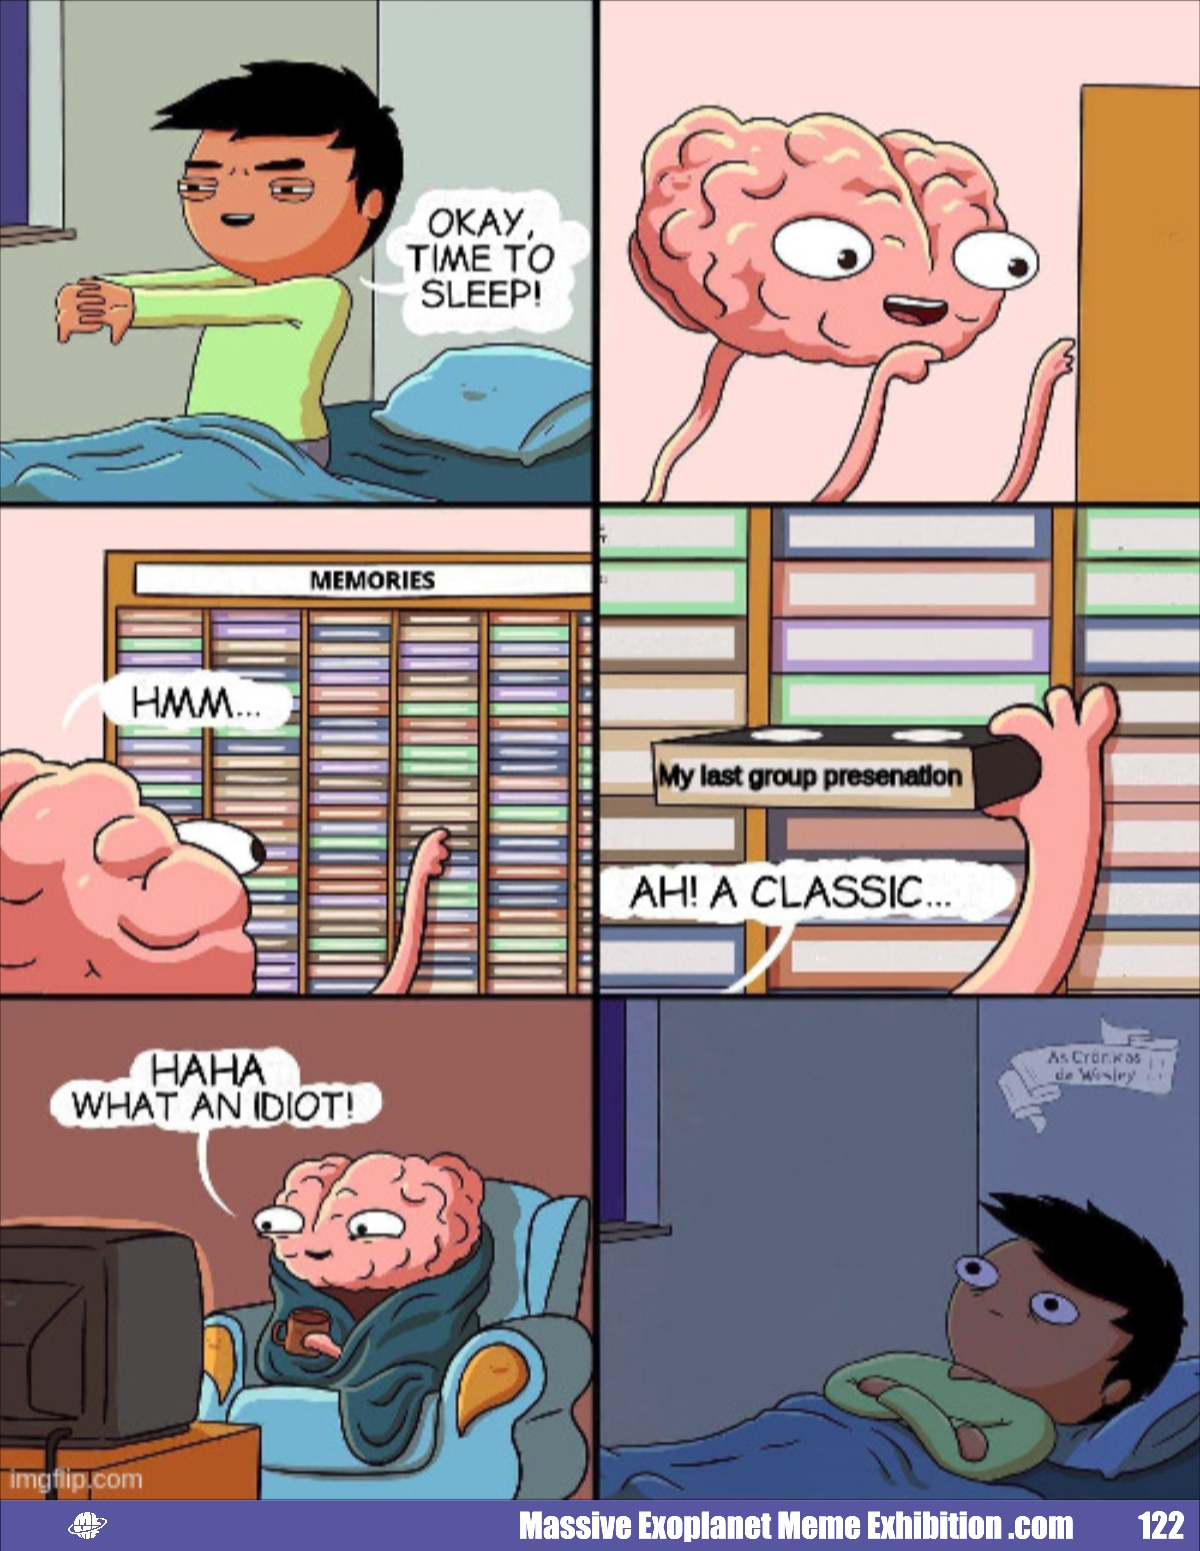 OKAY,
TIME TO
SLEEP!
MEMORIES
HMM...
My last group presenation
AH! A CLASSIC...
HAHA
WHAT AN IDIOT!
As Crônicas
de Wesley
imgflip.com
Massive Exoplanet Meme Exhibition .com
122